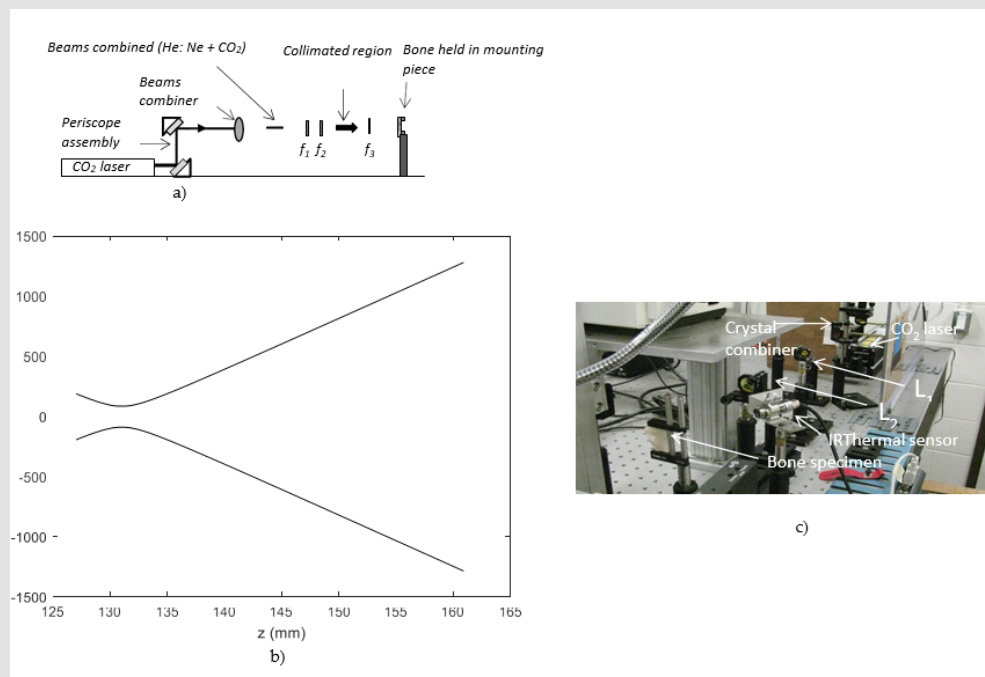 Beams combined (He: Ne + CO₂)
Collimated region
Bone held in mounting
piece
Beams
combiner
Periscope
assembly
f₁ f₂
f₃
CO₂ laser
a)
1500
1000
500
0
-500
-1000
-1500
125 130 135 140 145 150 155 160 165
z (mm)
b)
Crystal
combiner
CO₂ laser
L₁
L₂
IRThermal sensor
Bone specimen
c)